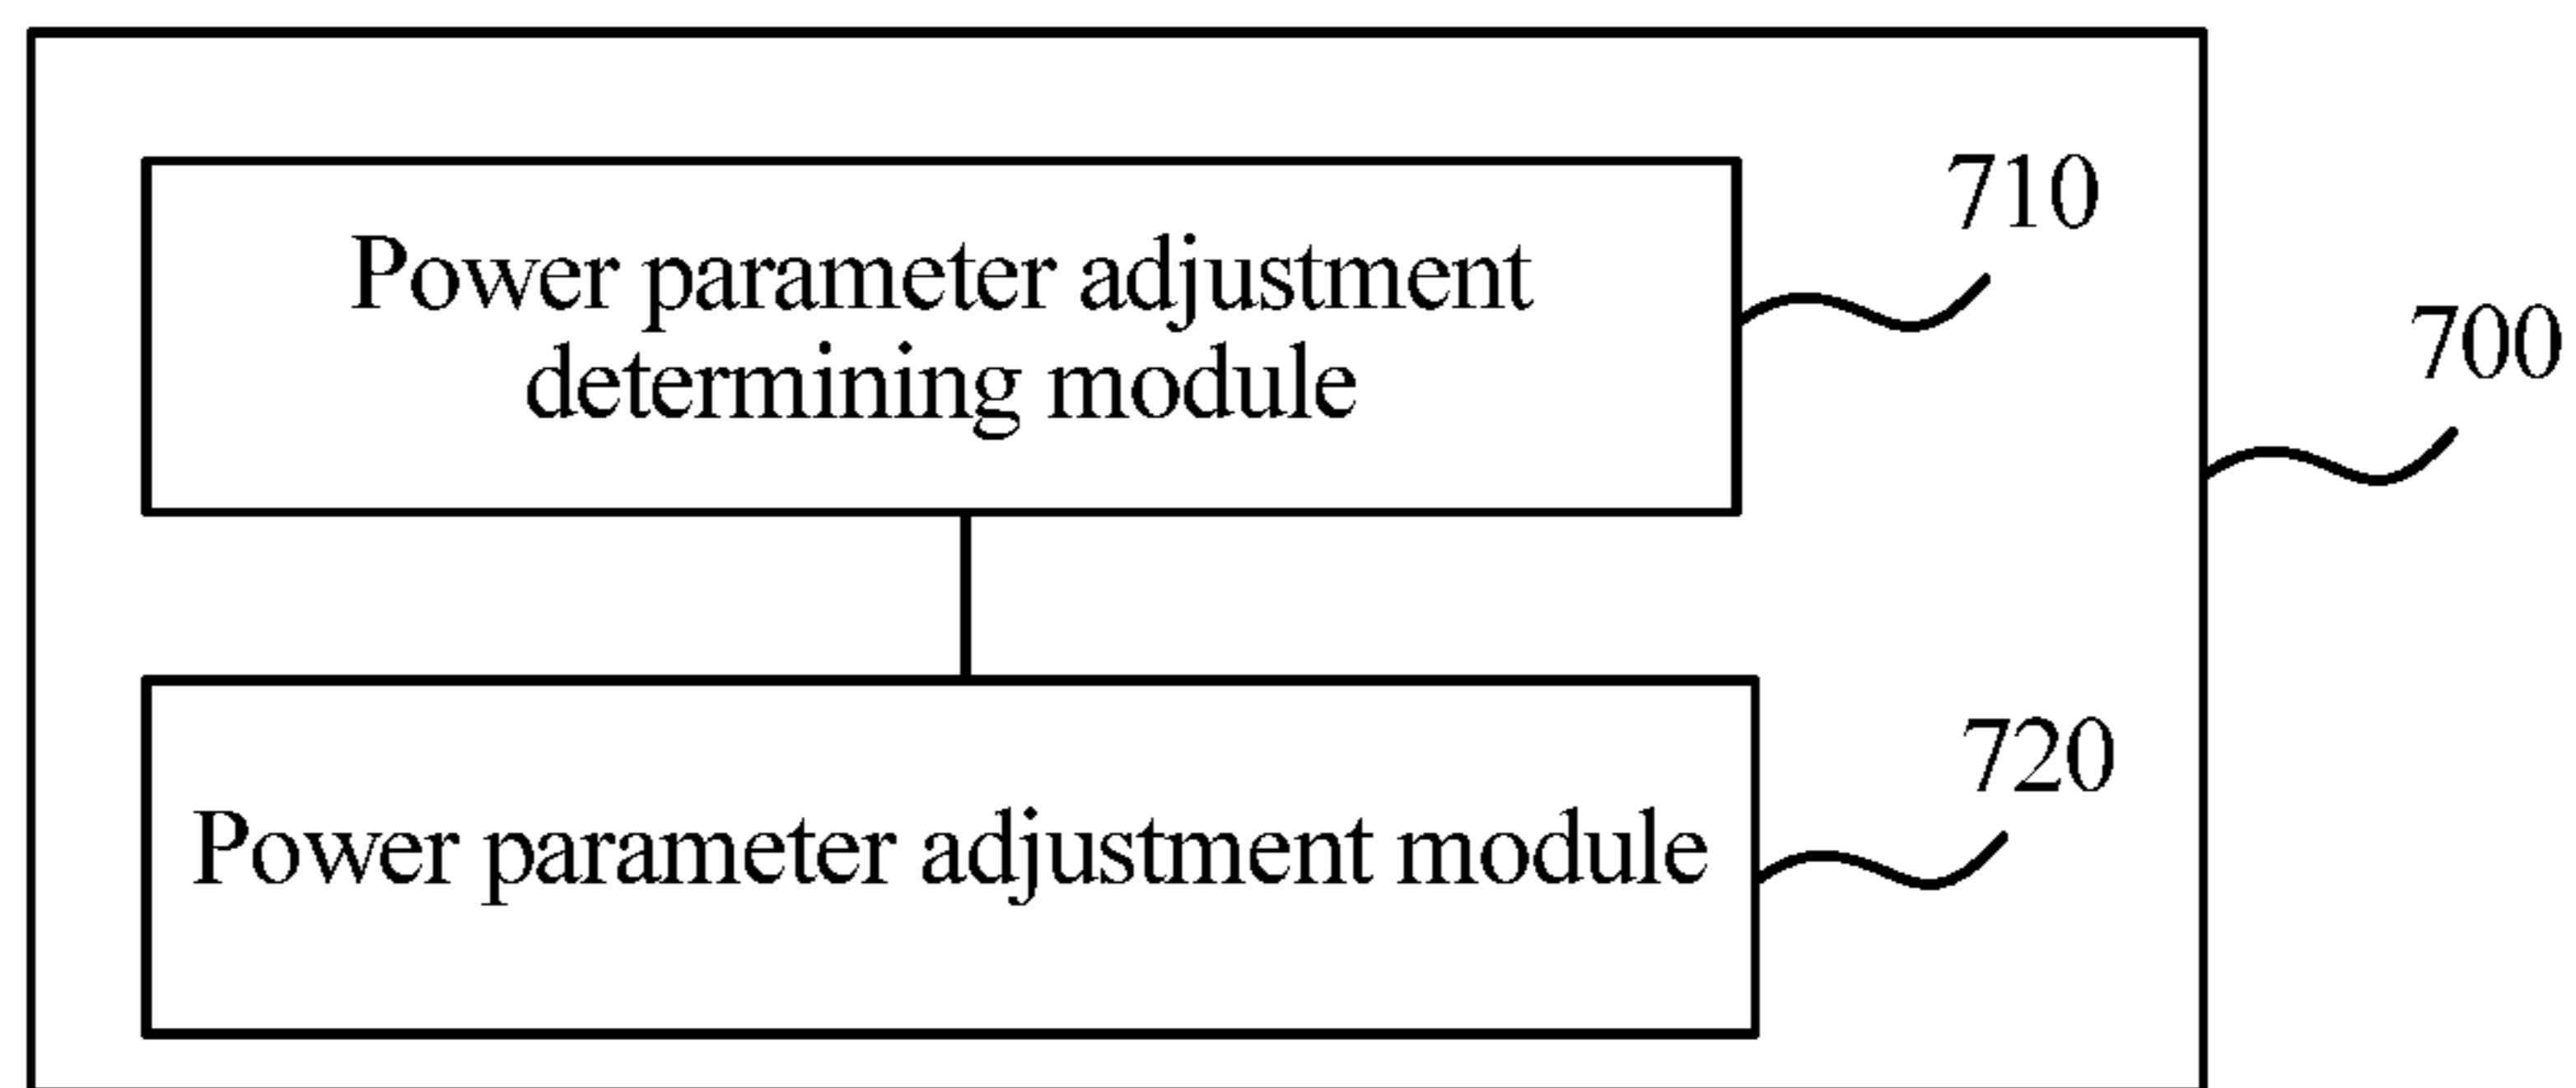 Power parameter adjustment
determining module
710
700
Power parameter adjustment module
720